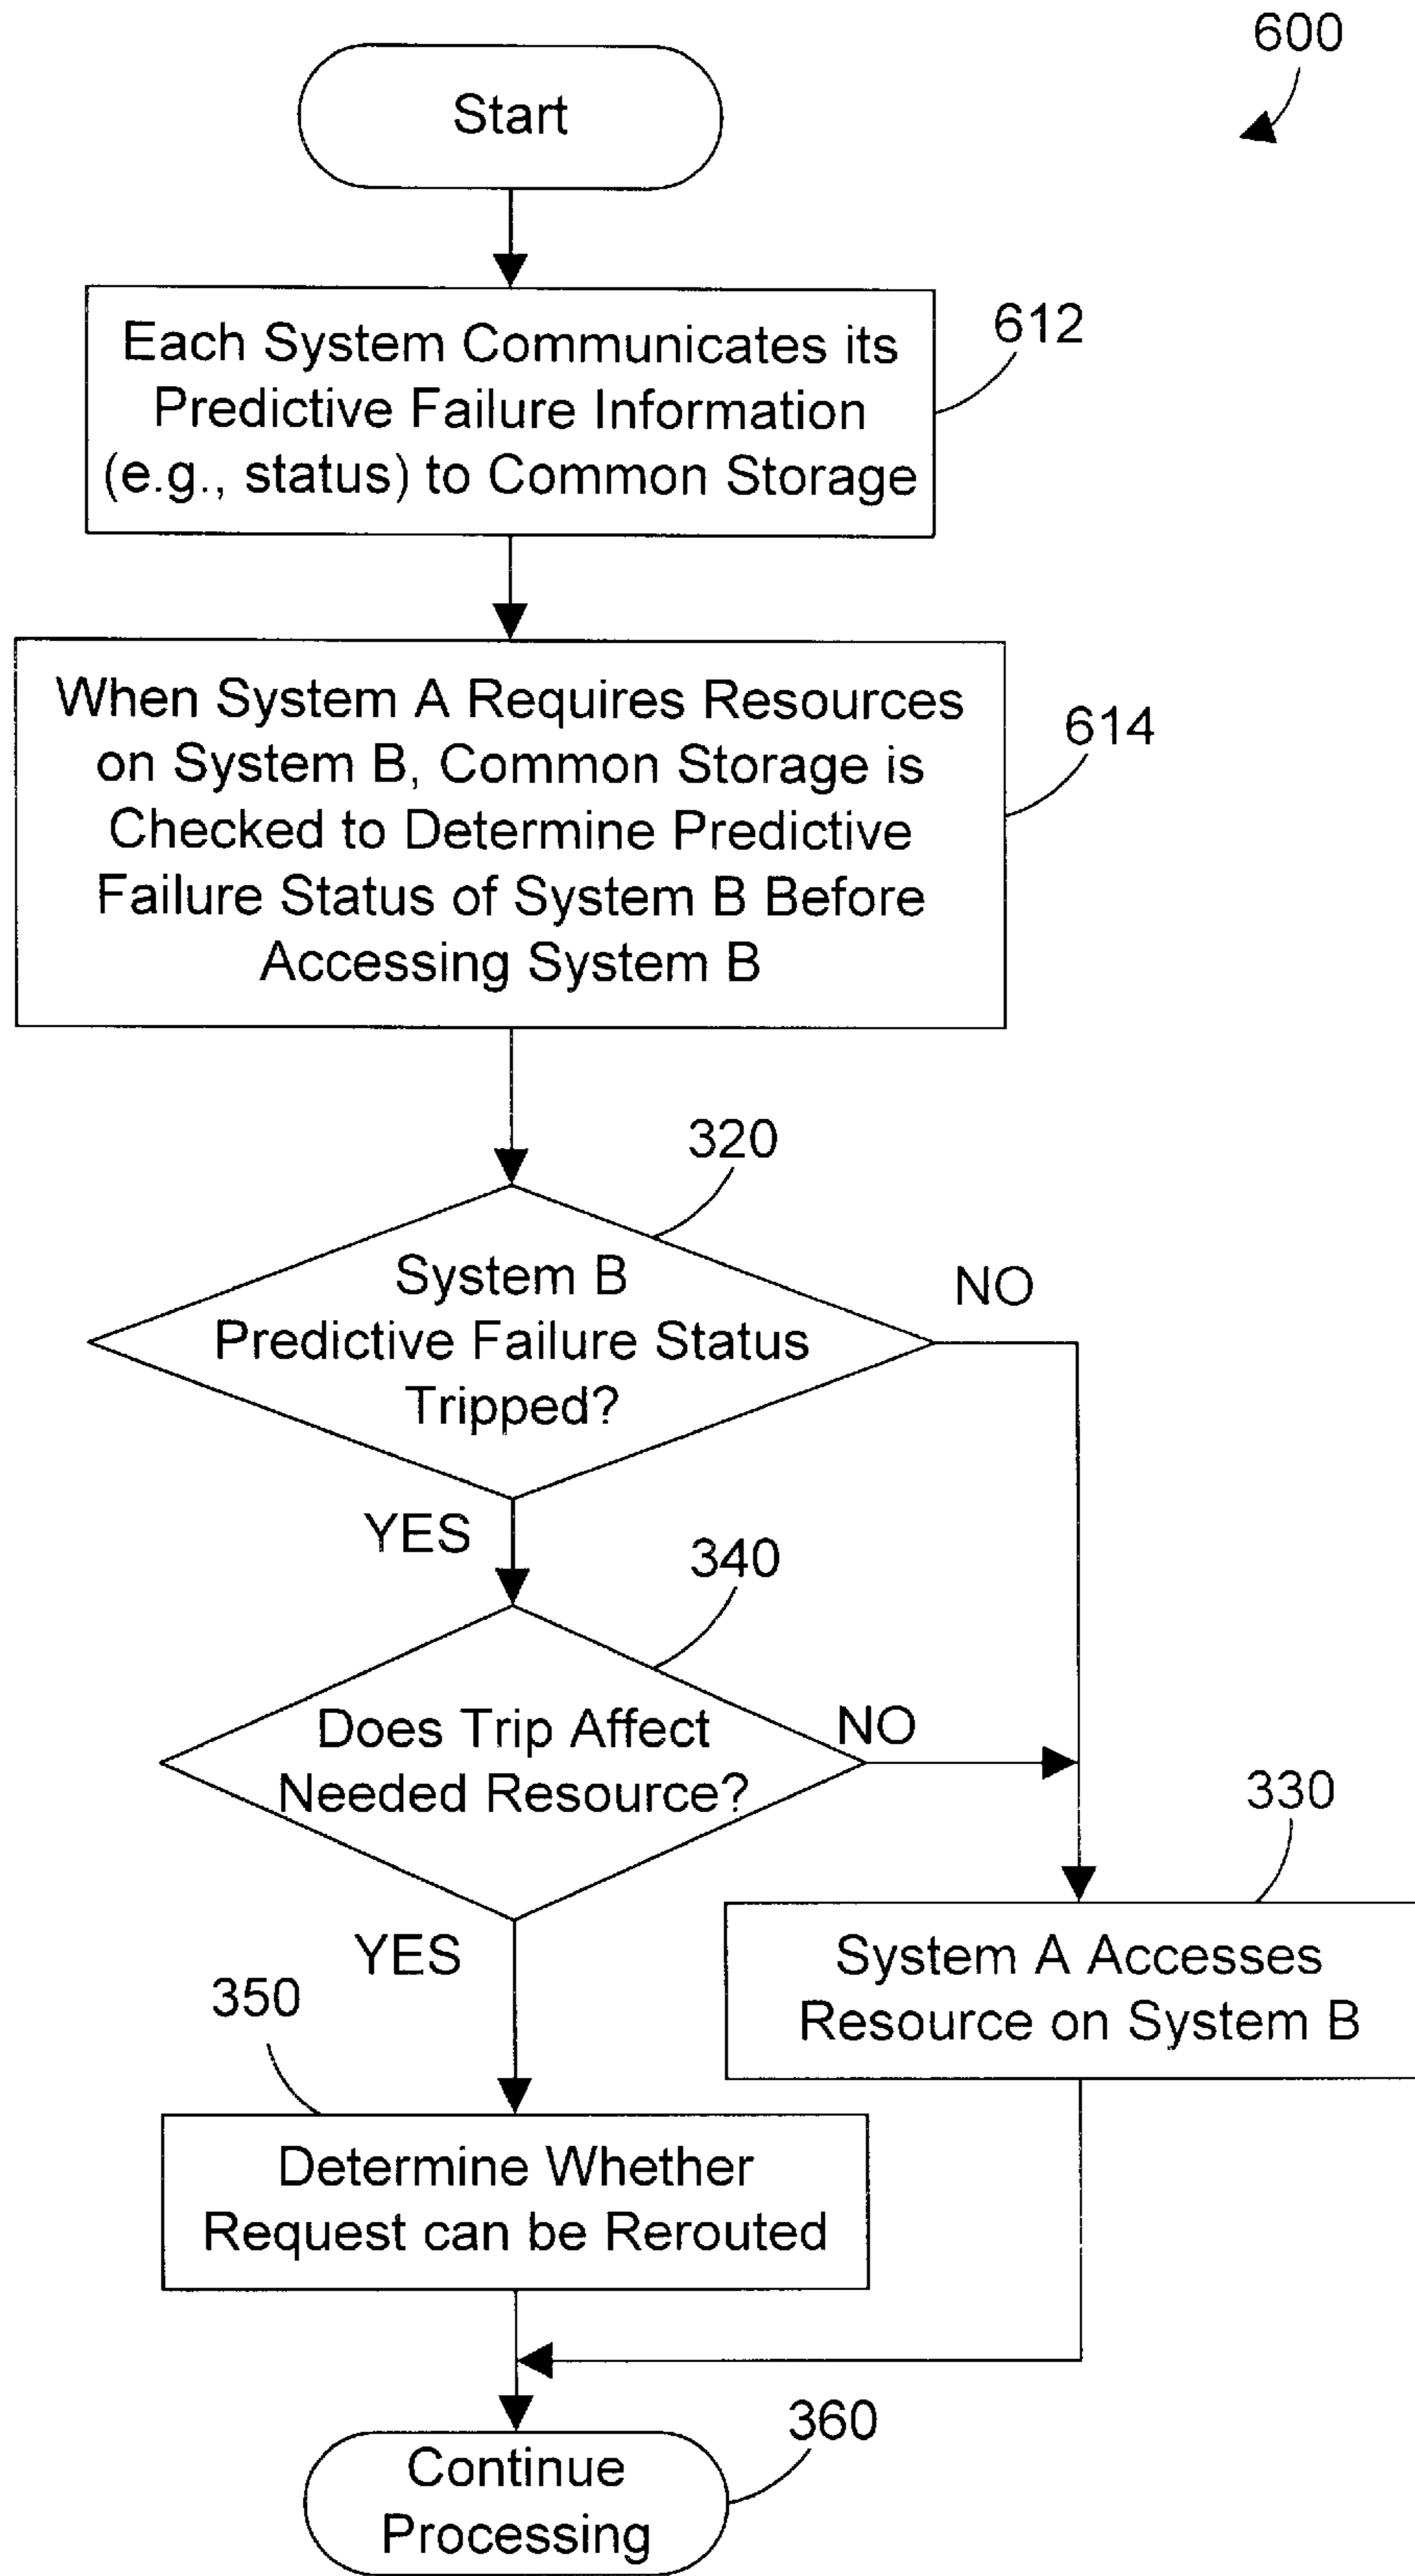 600
Start
Each System Communicates its
Predictive Failure Information
(e.g., status) to Common Storage
612
When System A Requires Resources
on System B, Common Storage is
Checked to Determine Predictive
Failure Status of System B Before
Accessing System B
614
320
System B
Predictive Failure Status
Tripped?
NO
YES
340
Does Trip Affect
Needed Resource?
NO
330
YES
System A Accesses
Resource on System B
350
Determine Whether
Request can be Rerouted
360
Continue
Processing